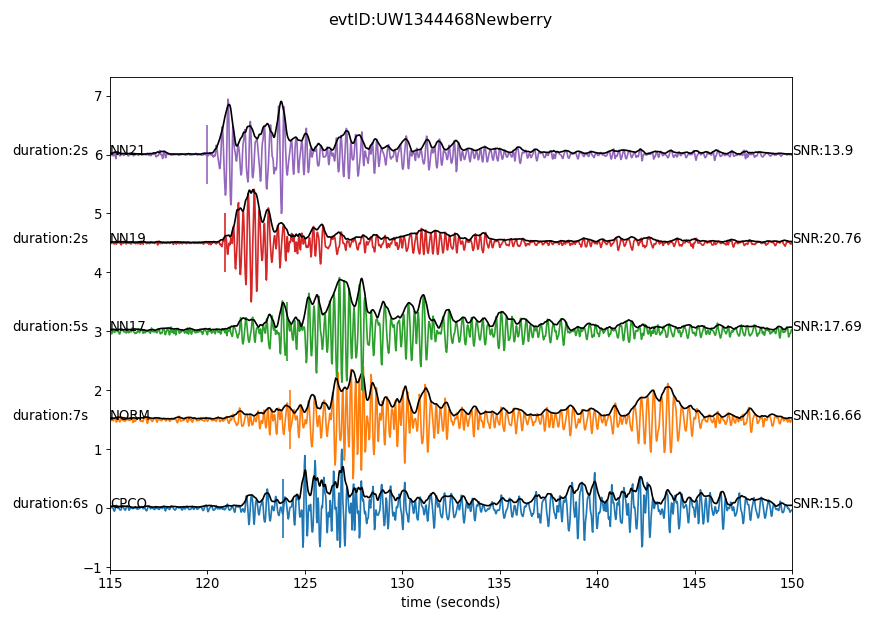 evtID:UW1344468Newberry
7
duration:2s NN21 6 SNR:13.9
5
duration:2s NN19 SNR:20.76
4
duration:5s NN17 3 SNR:17.69
2
duration:7s NORM SNR:16.66
1
duration:6s CPCO 0 SNR:15.0
−1
115 120 125 130 135 140 145 150
time (seconds)